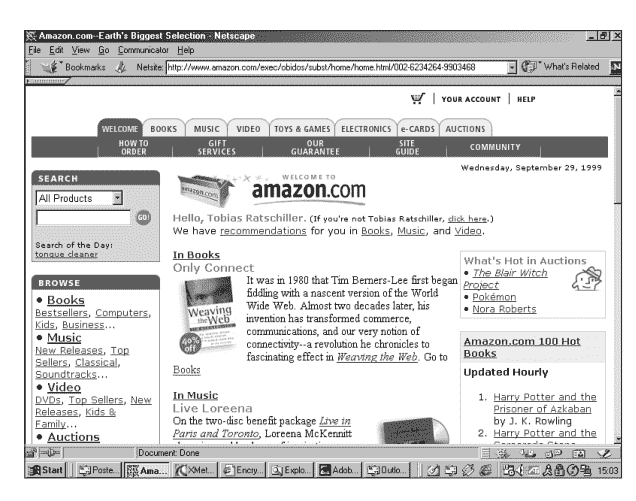 Amazon.com--Earth's Biggest Selection - Netscape
File Edit View Go Communicator Help
Bookmarks Netsite: http://www.amazon.com/exec/obidos/subst/home/home.html/002-6234264-9903468 What's Related
YOUR ACCOUNT | HELP
WELCOME BOOKS MUSIC VIDEO TOYS & GAMES ELECTRONICS e-CARDS AUCTIONS
HOW TO ORDER GIFT SERVICES OUR GUARANTEE SITE GUIDE COMMUNITY
Wednesday, September 29, 1999
SEARCH
All Products
GO!
Search of the Day:
tongue cleaner
BROWSE
• Books
Bestsellers, Computers,
Kids, Business...
• Music
New Releases, Top
Sellers, Classical,
Soundtracks...
• Video
DVDs, Top Sellers, New
Releases, Kids &
Family...
• Auctions
amazon.com
WELCOME TO
amazon.com
Hello, Tobias Ratschiller. (If you're not Tobias Ratschiller, click here.)
We have recommendations for you in Books, Music, and Video.
In Books
Only Connect
Weaving
the Web
40%
off
It was in 1980 that Tim Berners-Lee first began
fiddling with a nascent version of the World
Wide Web. Almost two decades later, his
invention has transformed commerce,
communications, and our very notion of
connectivity--a revolution he chronicles to
fascinating effect in Weaving the Web. Go to
Books
In Music
Live Loreena
On the two-disc benefit package Live in
Paris and Toronto, Loreena McKennitt
What's Hot in Auctions
• The Blair Witch
Project
• Pokémon
• Nora Roberts
Amazon.com 100 Hot
Books
Updated Hourly
1. Harry Potter and the
Prisoner of Azkaban
by J. K. Rowling
2. Harry Potter and the
Document: Done
Start Poste... Ama... XMet... Encry... Explo... Adob... Outlo... 15:03